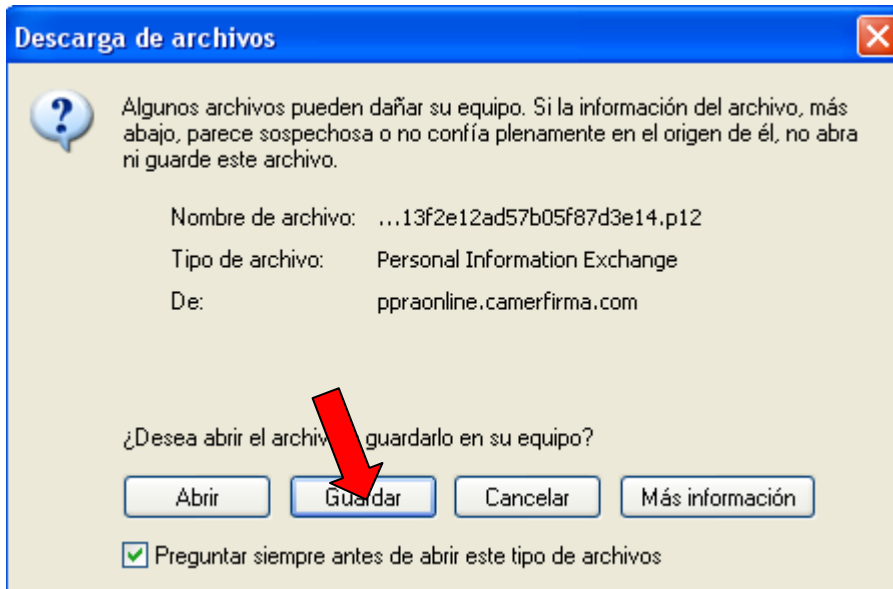 Descarga de archivos
Algunos archivos pueden dañar su equipo. Si la información del archivo, más
abajo, parece sospechosa o no confía plenamente en el origen de él, no abra
ni guarde este archivo.
Nombre de archivo: ...13f2e12ad57b05f87d3e14.p12
Tipo de archivo: Personal Information Exchange
De: ppraonline.camerfirma.com
¿Desea abrir el guardarlo en su equipo?
Abrir Guardar Cancelar Más información
Preguntar siempre antes de abrir este tipo de archivos